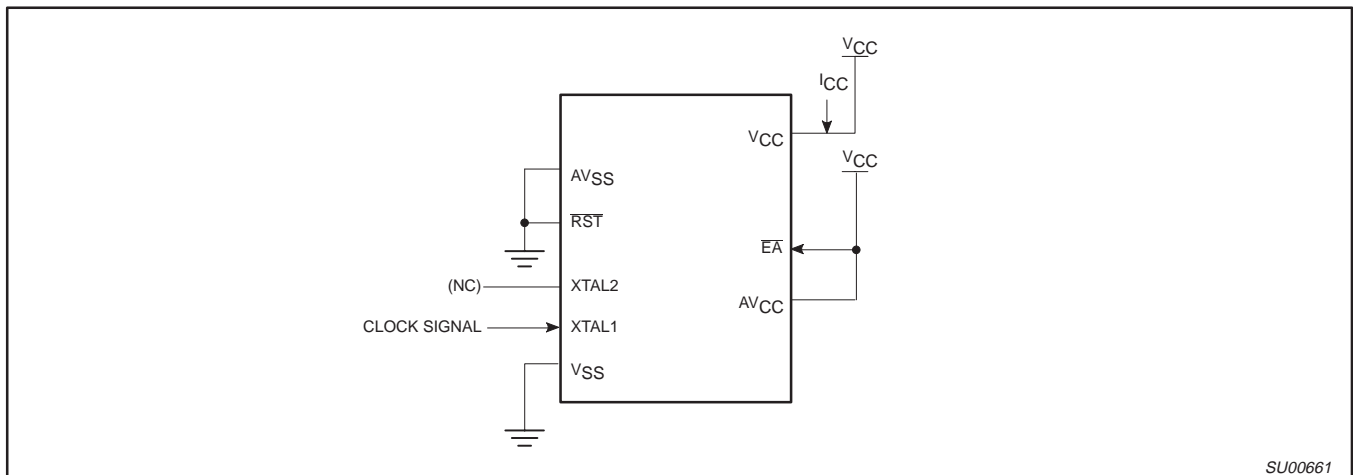 VCC
ICC
VCC
VCC
AVSS
RST
EA
(NC)
XTAL2
AVCC
CLOCK SIGNAL
XTAL1
VSS
SU00661